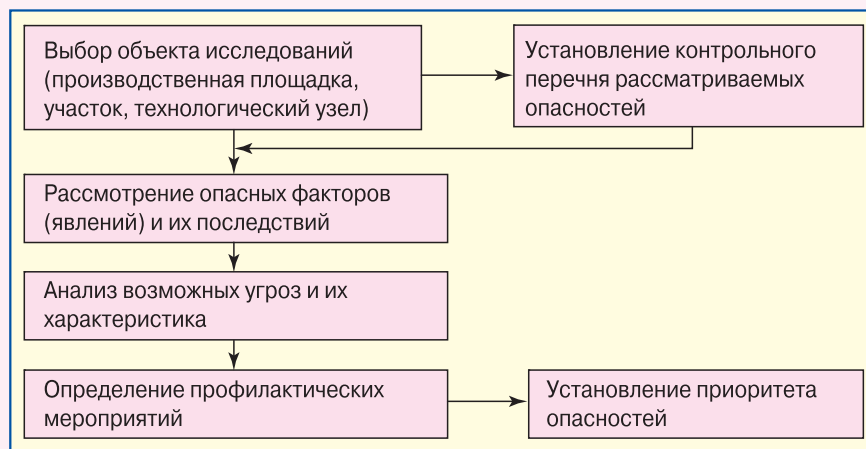 Выбор объекта исследований
(производственная площадка,
участок, технологический узел)
Установление контрольного
перечня рассматриваемых
опасностей
Рассмотрение опасных факторов
(явлений) и их последствий
Анализ возможных угроз и их
характеристика
Определение профилактических
мероприятий
Установление приоритета
опасностей